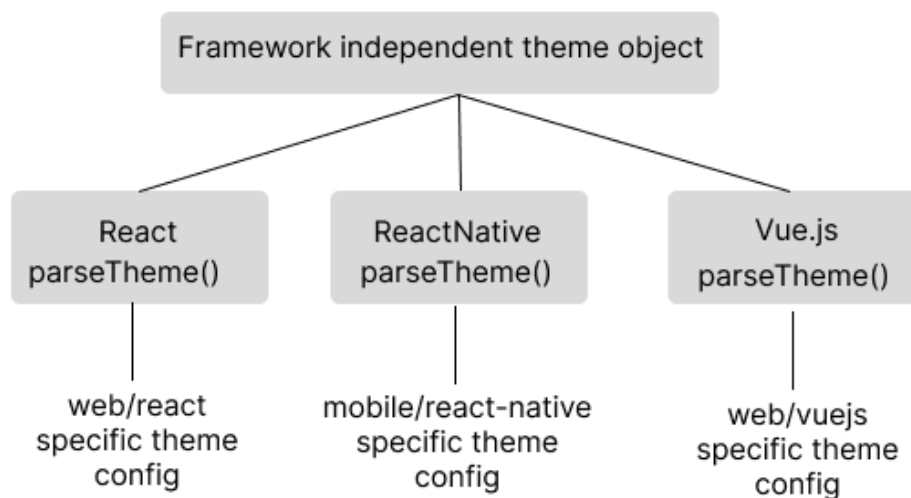 Framework independent theme object
React
parseTheme()
ReactNative
parseTheme()
Vue.js
parseTheme()
web/react
specific theme
config
mobile/react-native
specific theme
config
web/vuejs
specific theme
config